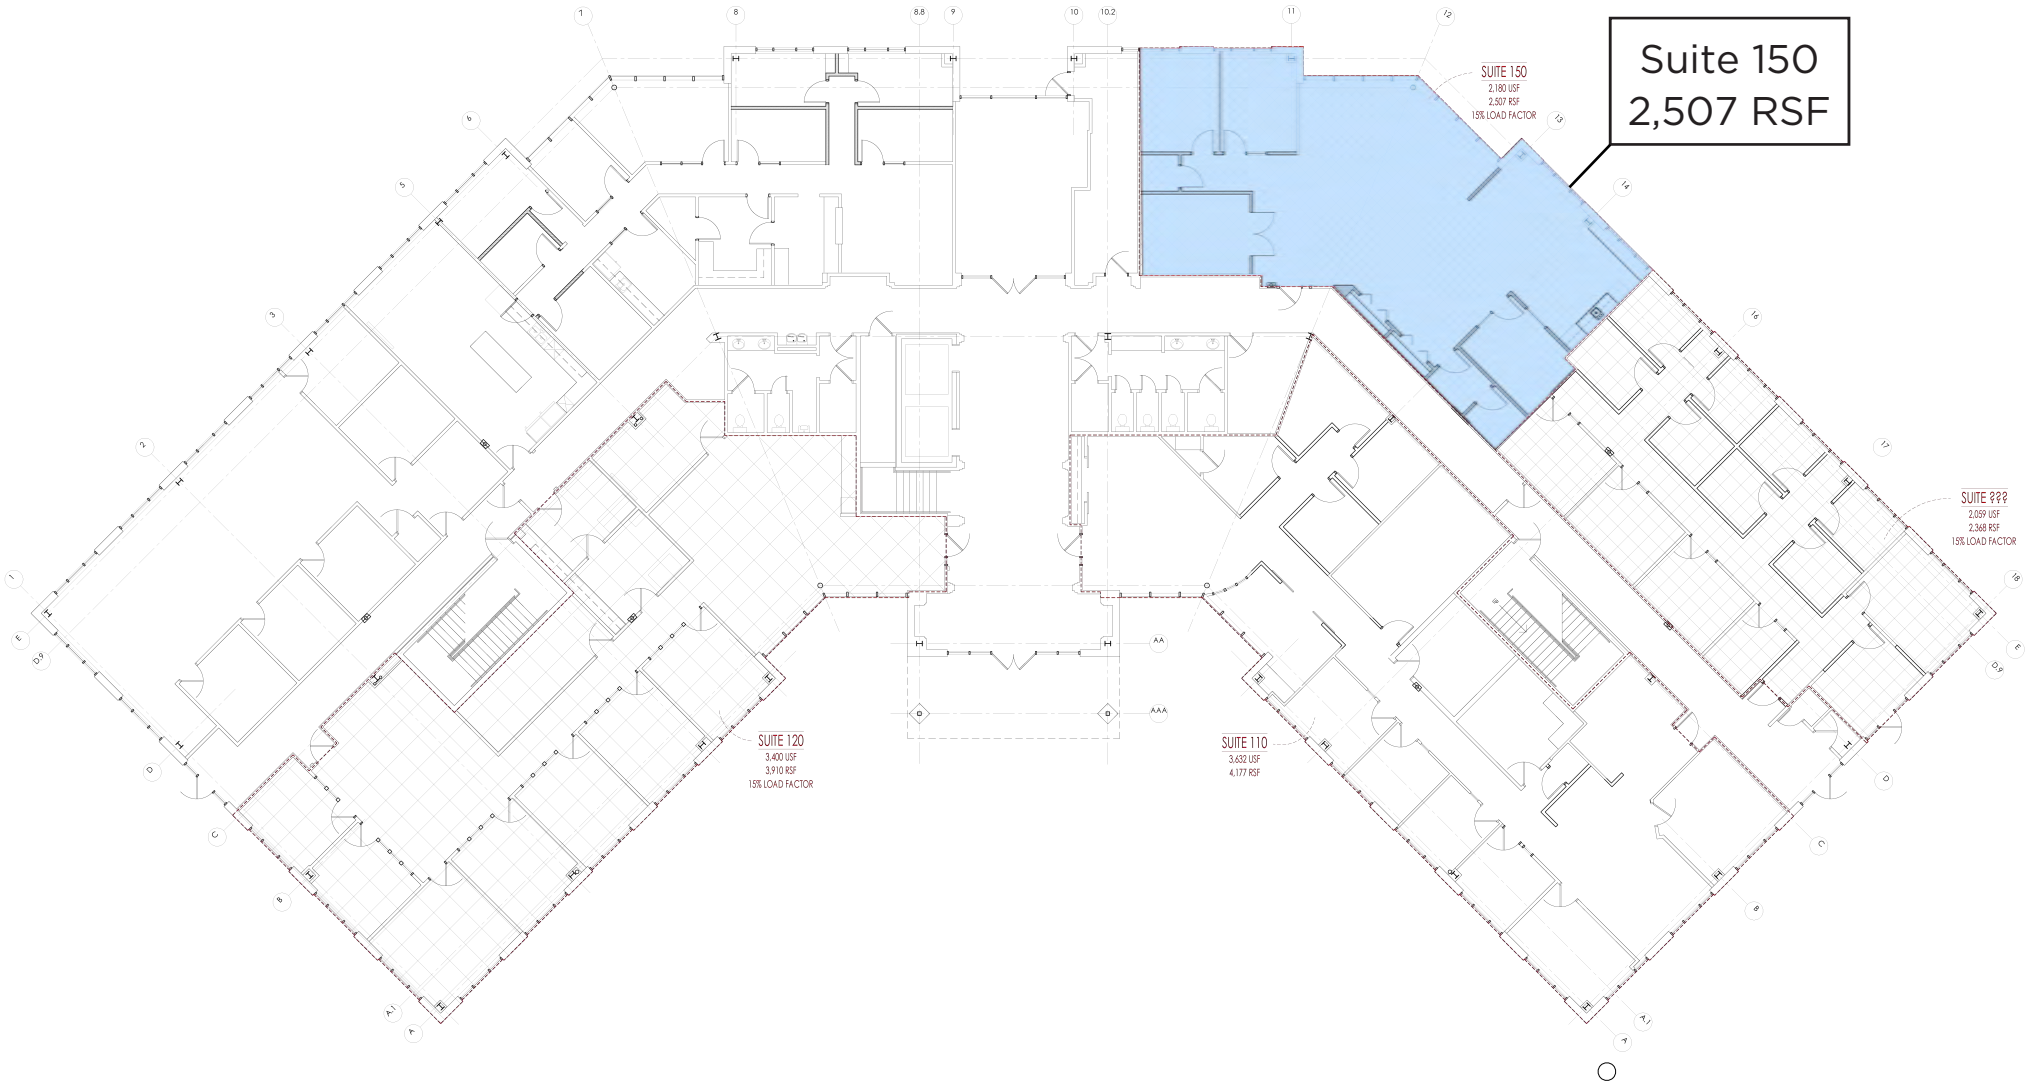 7
8
8.8
9
10
10.2
11
12
Suite 150
2,507 RSF
SUITE 150
2,180 USF
2,507 RSF
15% LOAD FACTOR
6
13
5
14
3
16
2
17
SUITE ???
2,059 USF
2,368 RSF
15% LOAD FACTOR
1
18
E
D.9
AA
E
D.9
AAA
SUITE 120
3,400 USF
3,910 RSF
15% LOAD FACTOR
SUITE 110
3,632 USF
4,177 RSF
D
D
C
C
B
B
A.1
A
A.1
A